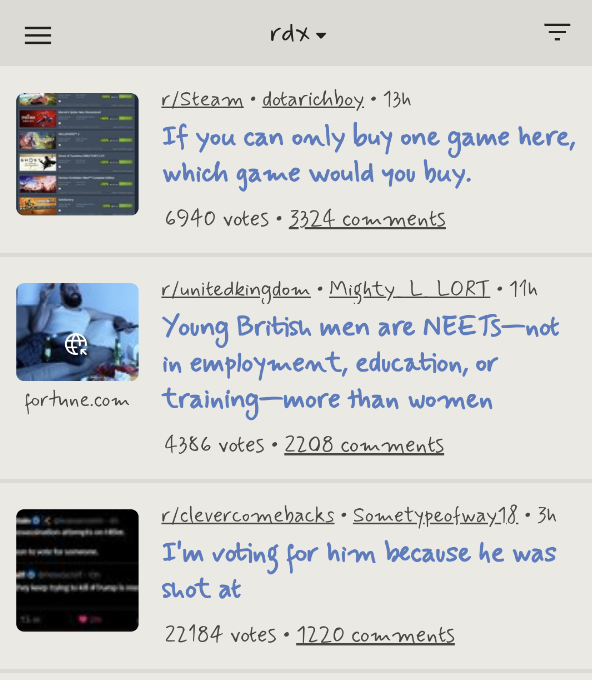 rdx
r/Steam • dotarichboy • 13h
If you can only buy one game here,
which game would you buy.
6940 votes • 3324 comments
r/unitedkingdom • Mighty_L_LORT • 11h
Young British men are NEETs—not
in employment, education, or
training—more than women
fortune.com
4386 votes • 2208 comments
r/clevercomebacks • Sometypeofway18 • 3h
I'm voting for him because he was
shot at
22184 votes • 1220 comments